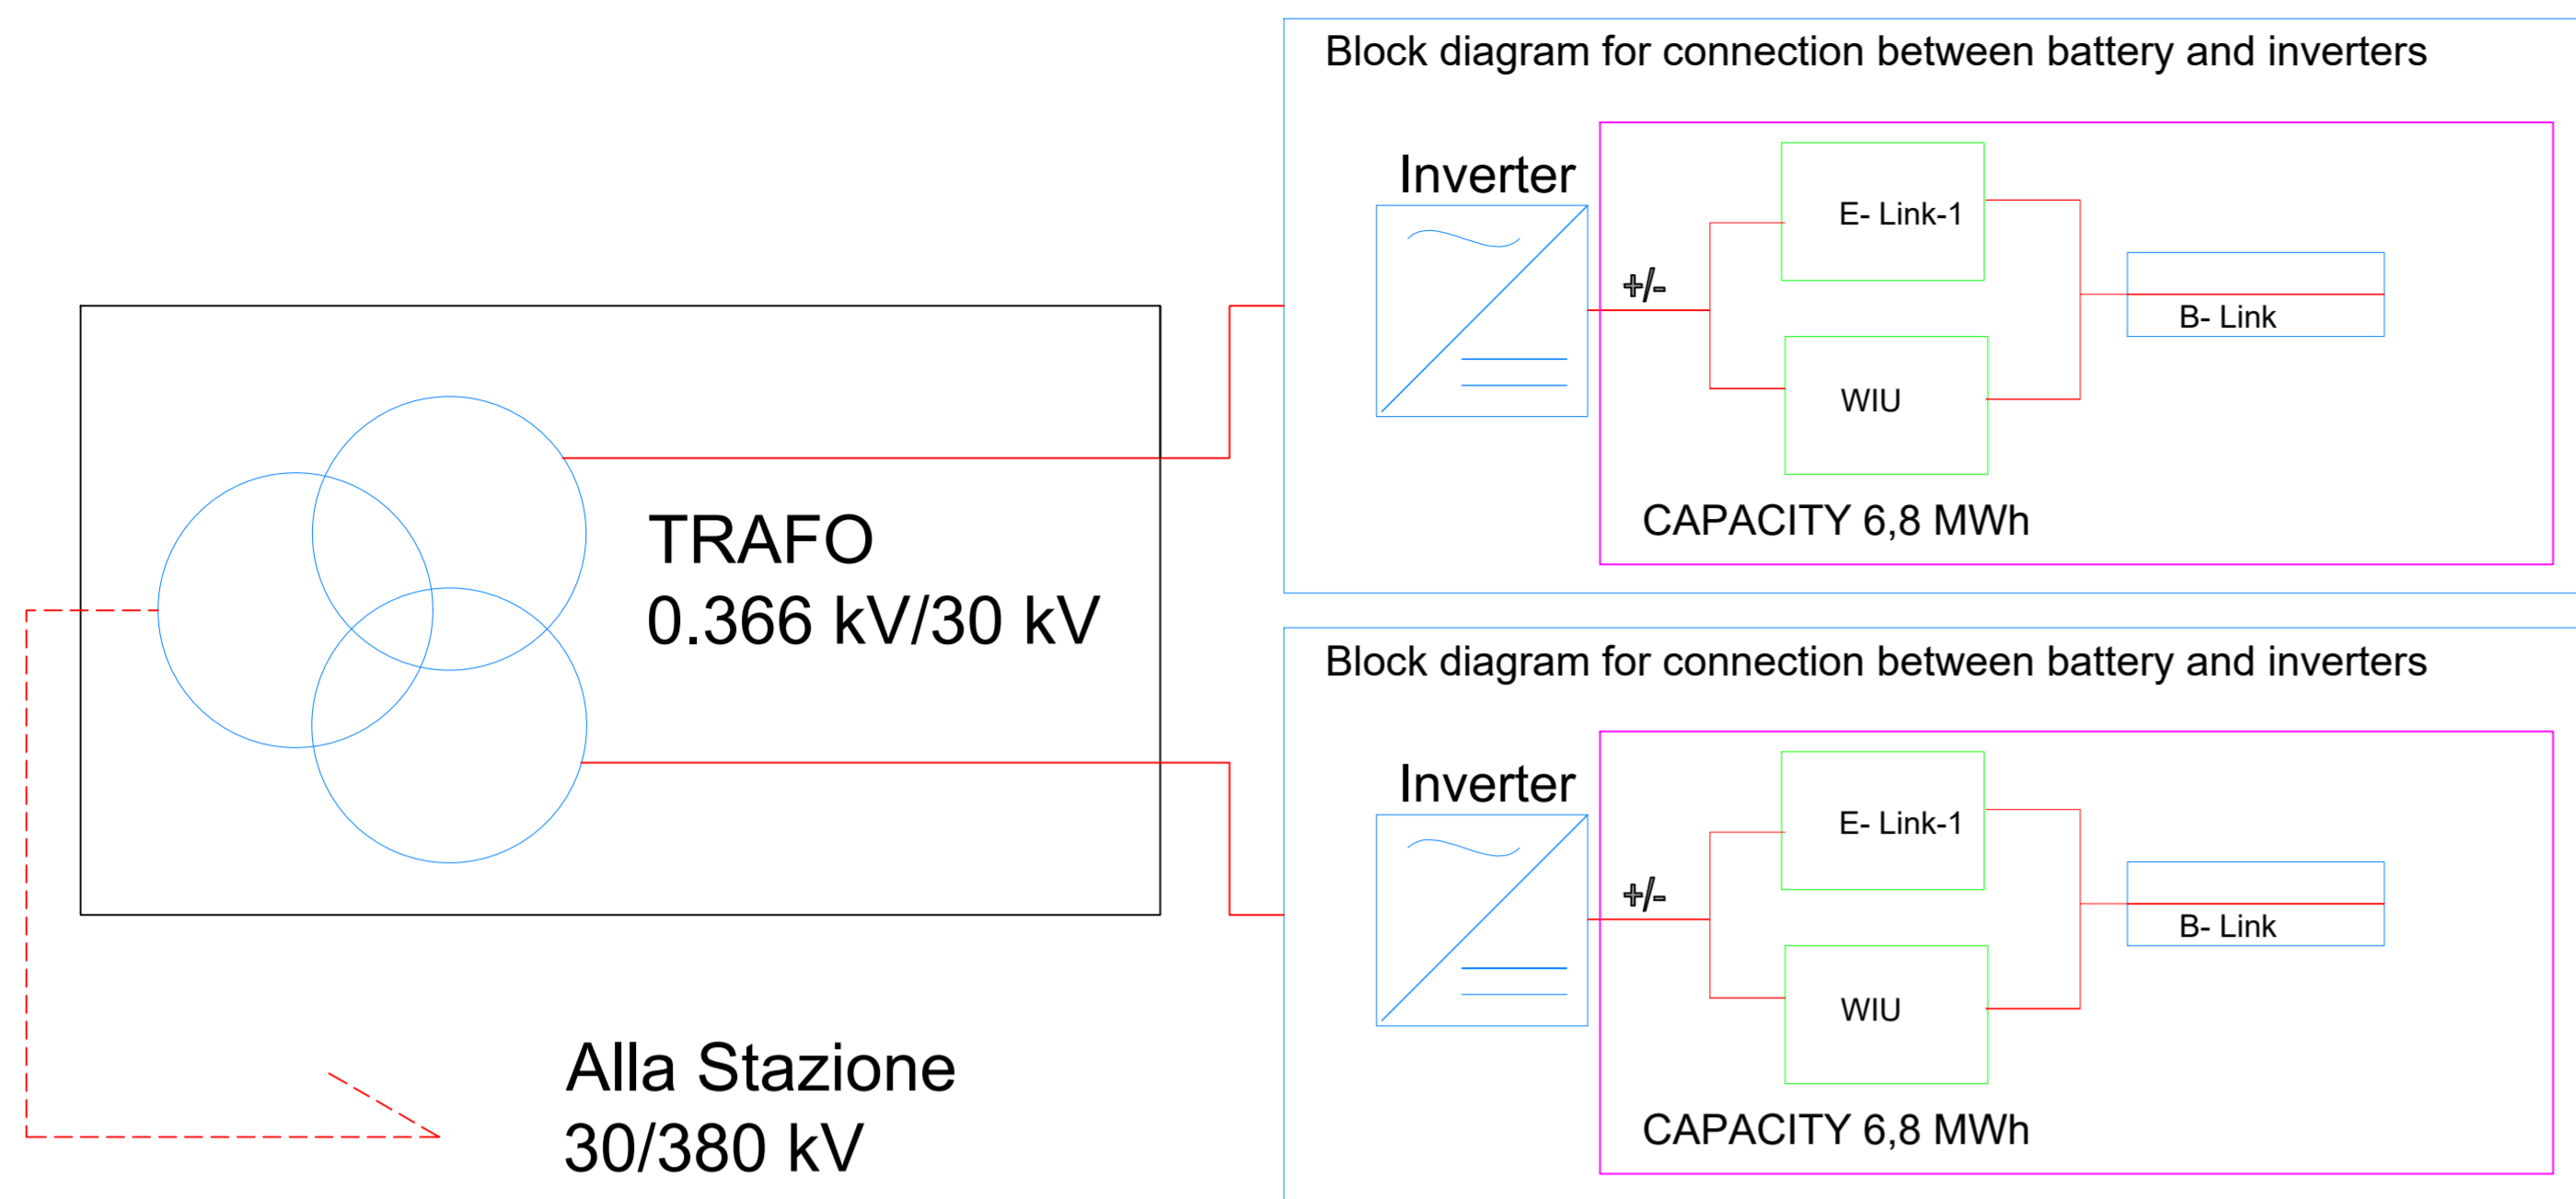 Block diagram for connection between battery and inverters
Inverter
E- Link-1
+/-
B- Link
WIU
CAPACITY 6,8 MWh
TRAFO
0.366 kV/30 kV
Block diagram for connection between battery and inverters
Inverter
E- Link-1
+/-
B- Link
WIU
CAPACITY 6,8 MWh
Alla Stazione
30/380 kV